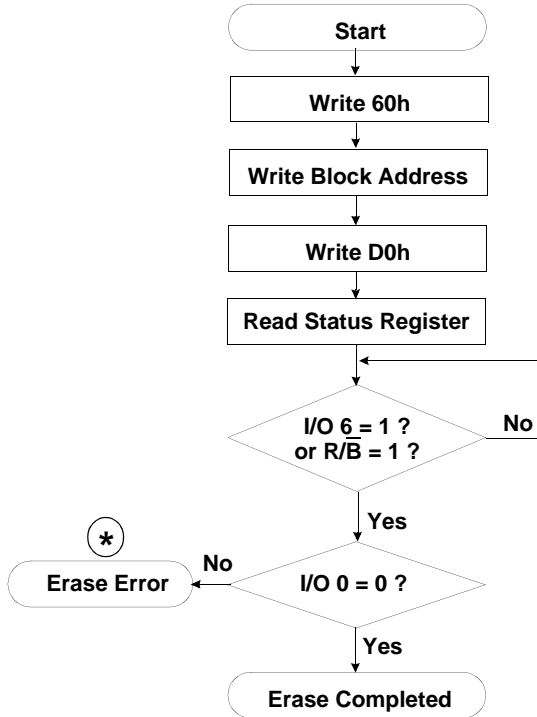 Start
Write 60h
Write Block Address
Write D0h
Read Status Register
I/O 6 = 1 ?
or R/B̅ = 1 ?
No
Yes
*
No
Erase Error
I/O 0 = 0 ?
Yes
Erase Completed